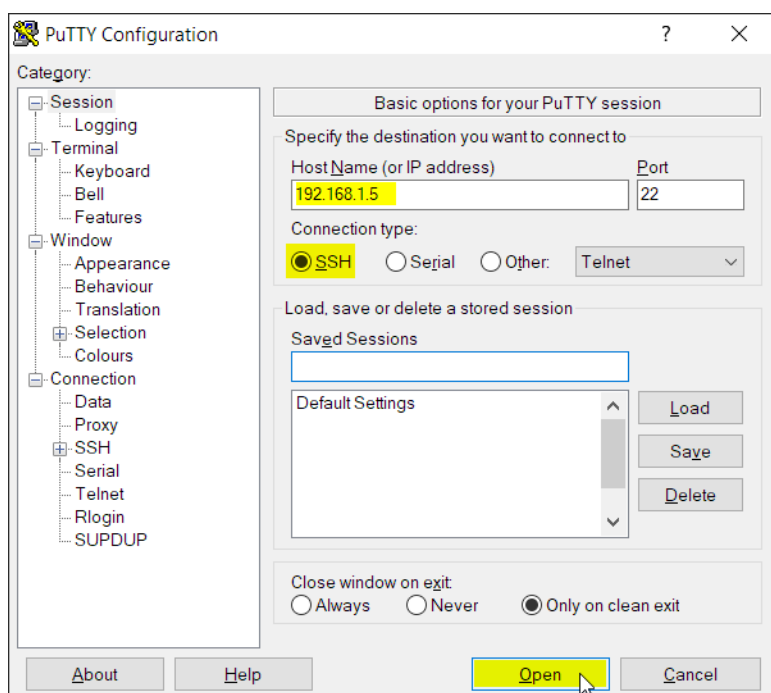 PuTTY Configuration ? 
Category:
Session
Logging
Terminal
Keyboard
Bell
Features
Window
Appearance
Behaviour
Translation
Selection
Colours
Connection
Data
Proxy
SSH
Serial
Telnet
Rlogin
SUPDUP
Basic options for your PuTTY session
Specify the destination you want to connect to
Host Name (or IP address) Port
192.168.1.5 22
Connection type:
SSH Serial Other: Telnet
Load, save or delete a stored session
Saved Sessions
Default Settings
Load
Save
Delete
Close window on exit:
Always Never Only on clean exit
About Help Open Cancel